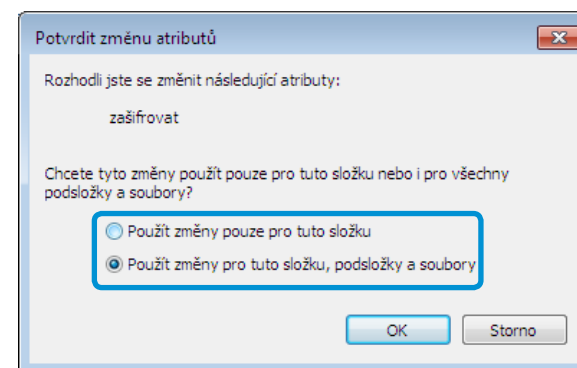 Potvrdit změnu atributů
Rozhodli jste se změnit následující atributy:
zašifrovat
Chcete tyto změny použít pouze pro tuto složku nebo i pro všechny
podsložky a soubory?
Použít změny pouze pro tuto složku
Použít změny pro tuto složku, podsložky a soubory
OK Storno